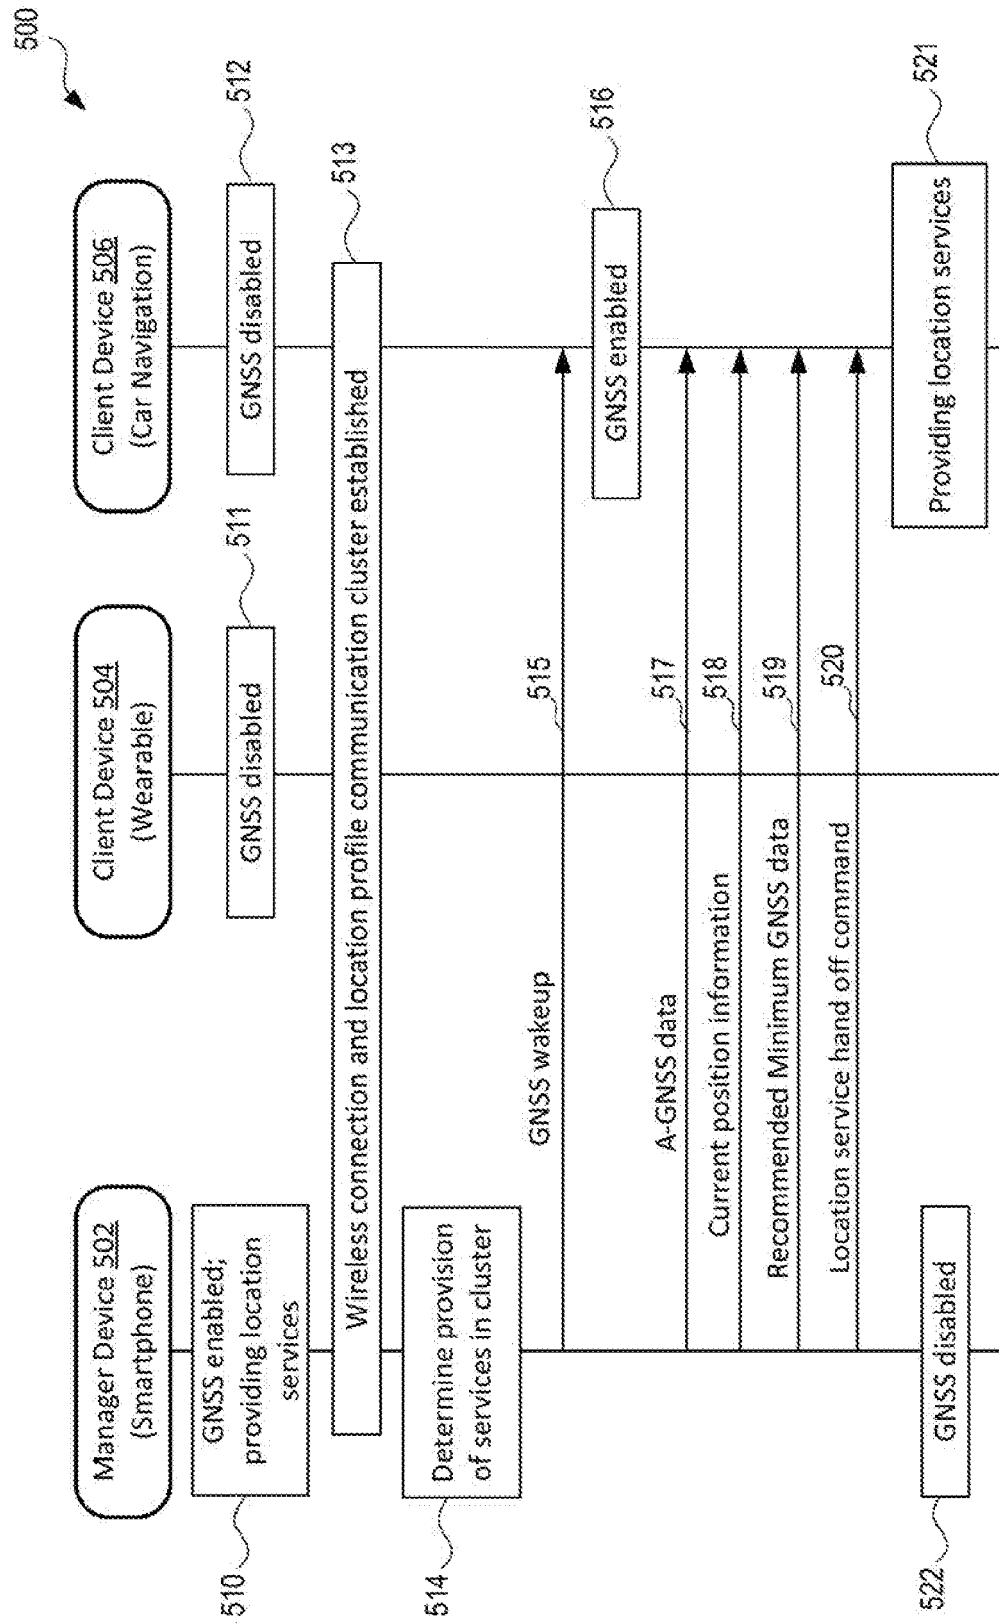 500
Manager Device 502
(Smartphone)
Client Device 504
(Wearable)
Client Device 506
(Car Navigation)
510
GNSS enabled;
providing location
services
GNSS disabled
511
GNSS disabled
512
Wireless connection and location profile communication cluster established
513
514
Determine provision
of services in cluster
GNSS wakeup
515
GNSS enabled
516
A-GNSS data
517
Current position information
518
Recommended Minimum GNSS data
519
Location service hand off command
520
Providing location services
521
522
GNSS disabled